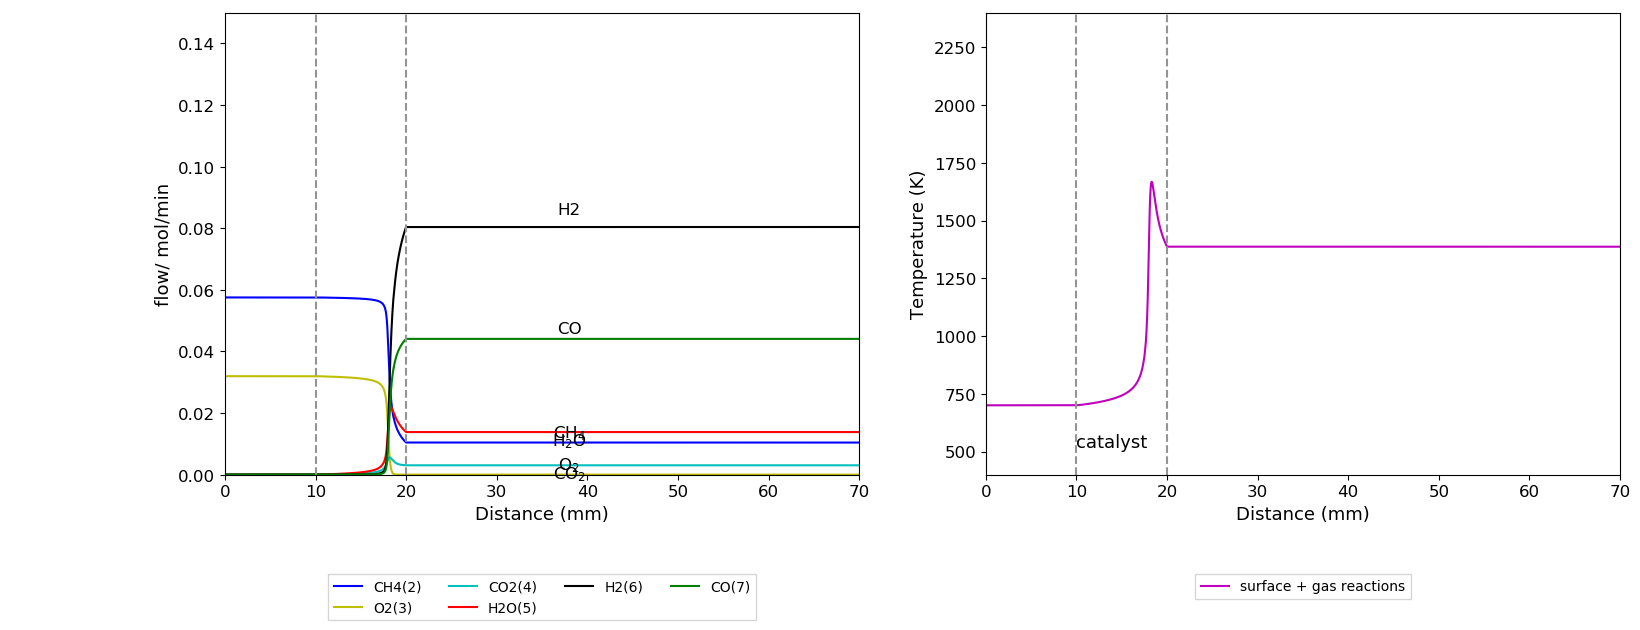 0.14
0.12
0.10
0.08
0.06
0.04
0.02
0.00
flow/ mol/min
H2
CO
CH4
H2O
O2
CO2
0 10 20 30 40 50 60 70
Distance (mm)
CH4(2) CO2(4) H2(6) CO(7)
O2(3) H2O(5)
2250
2000
1750
1500
1250
1000
750
500
Temperature (K)
catalyst
0 10 20 30 40 50 60 70
Distance (mm)
surface + gas reactions